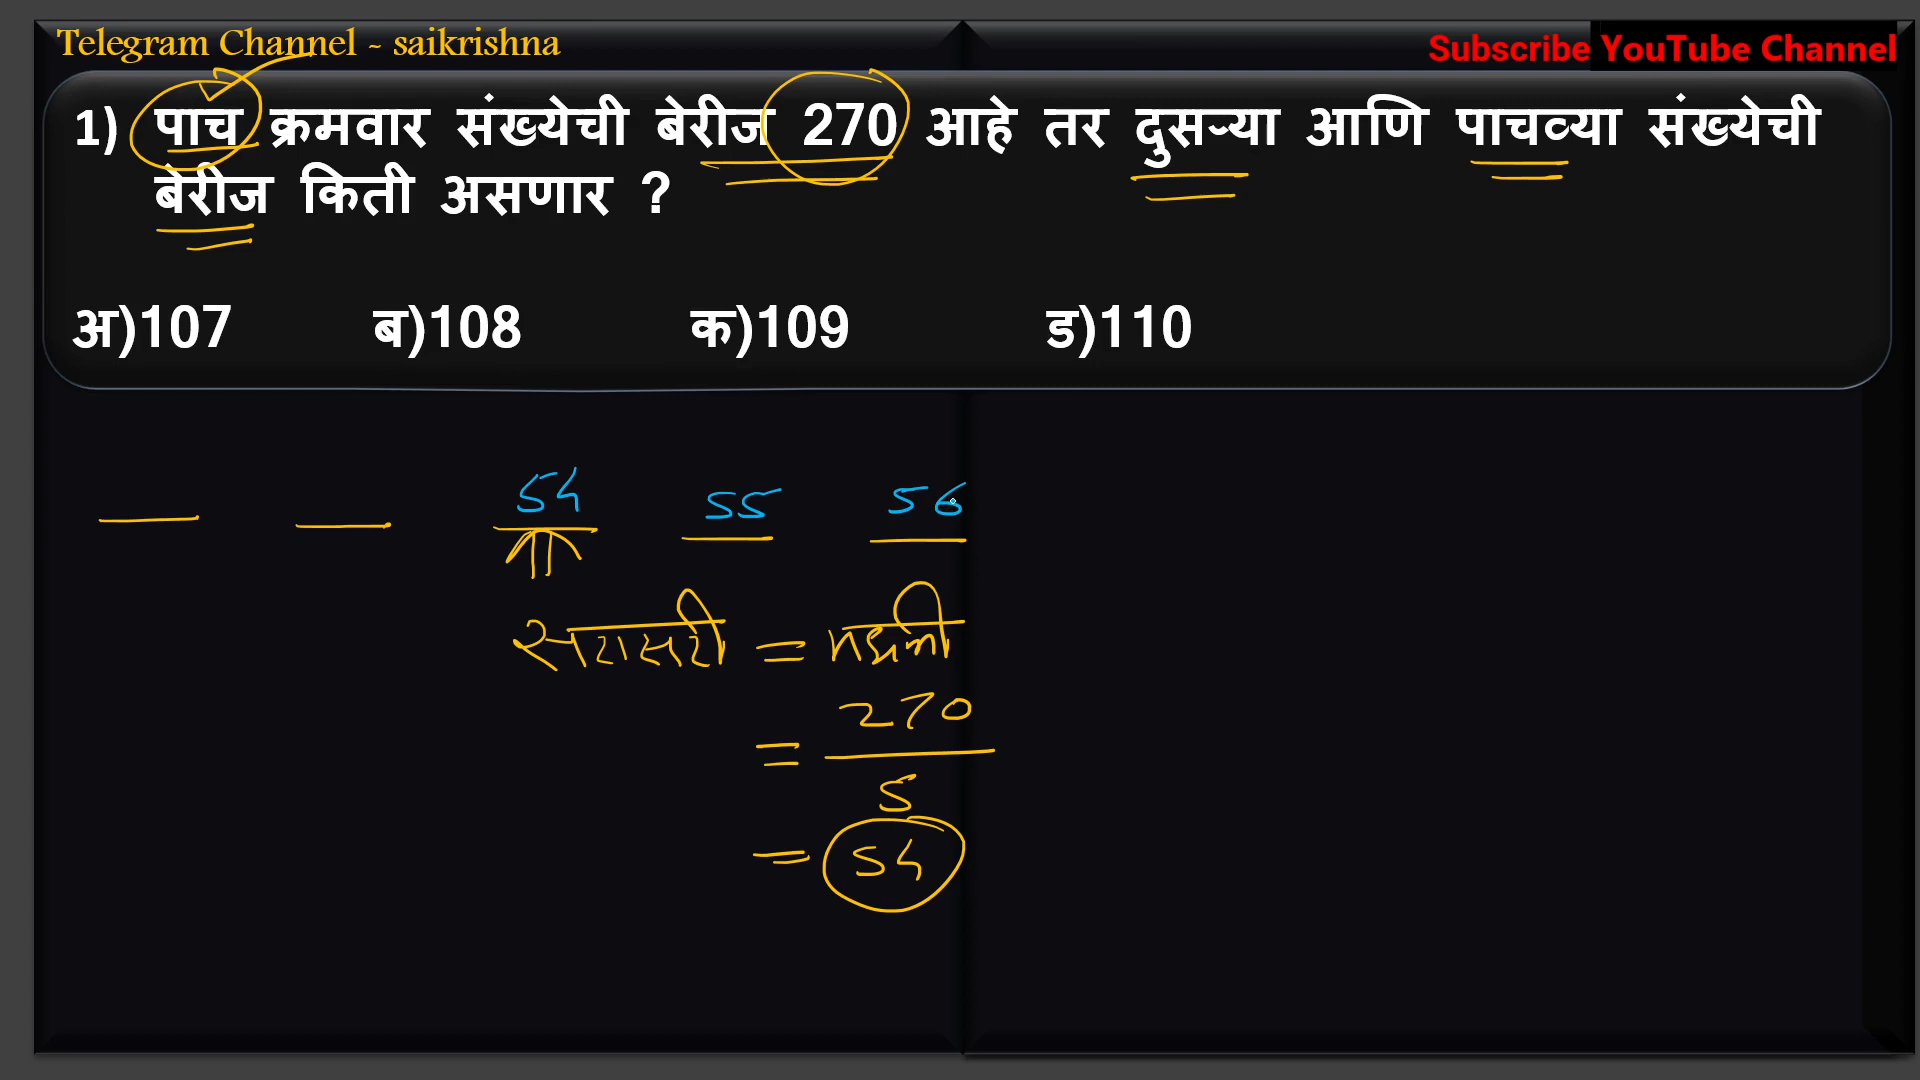 Telegram Channel ~ saikrishna
Subscribe YouTube Channel
1) पाच क्रमवार संख्येची बेरीज 270 आहे तर दुसऱ्या आणि पाचव्या संख्येची
बेरीज किती असणार ?
अ)107 ब)108 क)109 ड)110
54 55 56
सरासरी =
= 270
5
= 54